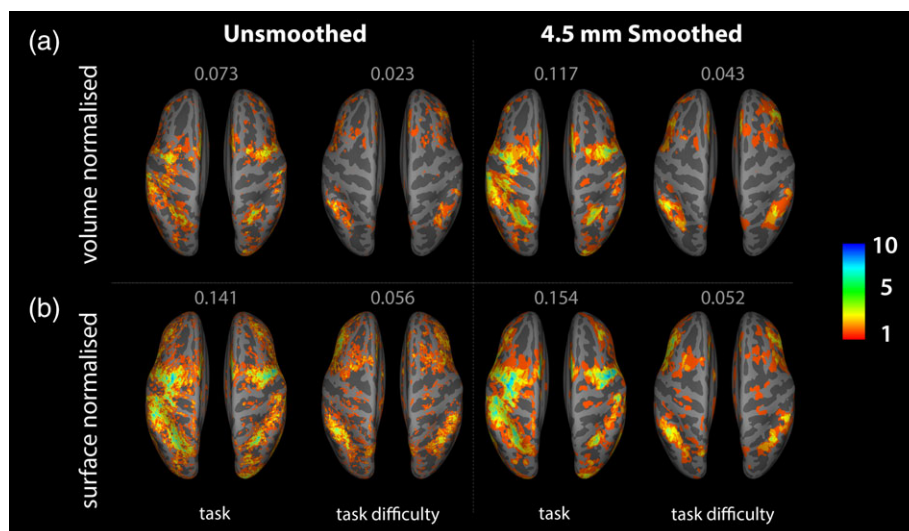 (a)
Unsmoothed
4.5 mm Smoothed
volume normalised
0.073
0.023
0.117
0.043
10
5
1
(b)
surface normalised
0.141
0.056
0.154
0.052
task
task difficulty
task
task difficulty